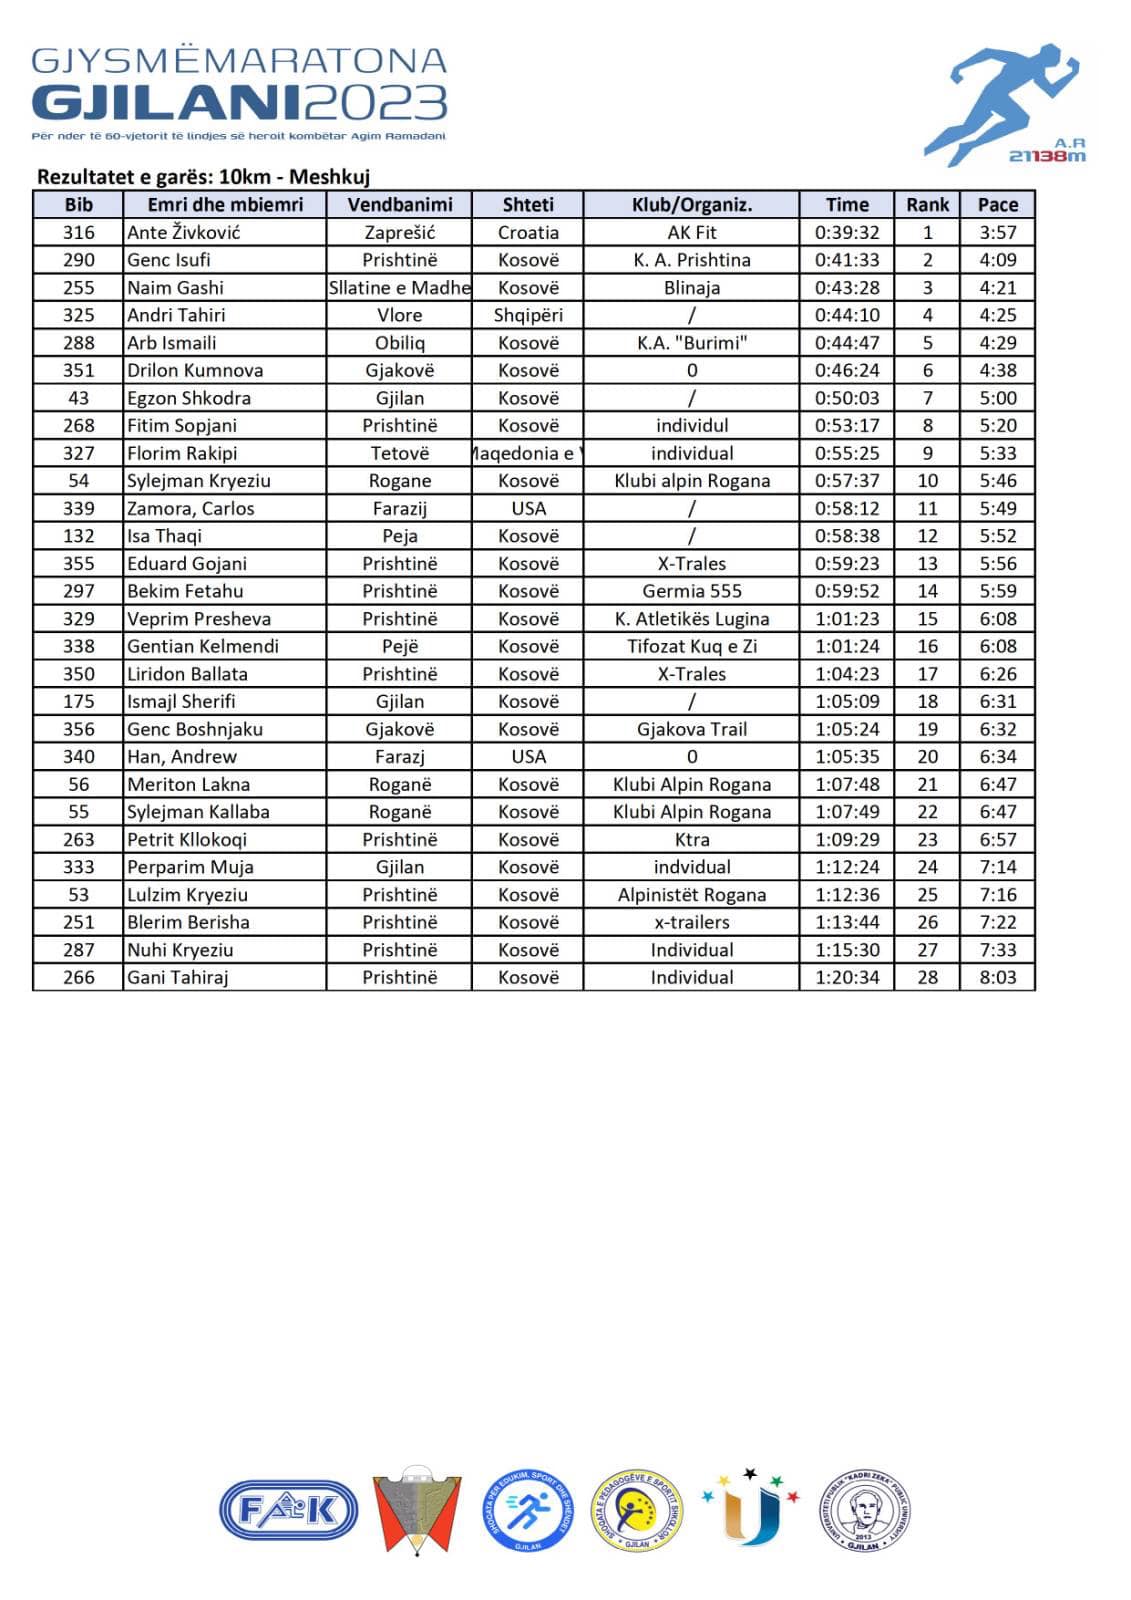 GJYSMËMARATONA
GJILANI2023
Për nder të 60-vjetorit të lindjes së heroit kombëtar Agim Ramadani
A.R
21138m
Rezultatet e garës: 10km - Meshkuj
Bib Emri dhe mbiemri Vendbanimi Shteti Klub/Organiz. Time Rank Pace
316 Ante Živković Zaprešić Croatia AK Fit 0:39:32 1 3:57
290 Genc Isufi Prishtinë Kosovë K. A. Prishtina 0:41:33 2 4:09
255 Naim Gashi Sllatine e Madhe Kosovë Blinaja 0:43:28 3 4:21
325 Andri Tahiri Vlore Shqipëri / 0:44:10 4 4:25
288 Arb Ismaili Obiliq Kosovë K.A. "Burimi" 0:44:47 5 4:29
351 Drilon Kumnova Gjakovë Kosovë 0 0:46:24 6 4:38
43 Egzon Shkodra Gjilan Kosovë / 0:50:03 7 5:00
268 Fitim Sopjani Prishtinë Kosovë individul 0:53:17 8 5:20
327 Florim Rakipi Tetovë Maqedonia e individual 0:55:25 9 5:33
54 Sylejman Kryeziu Rogane Kosovë Klubi alpin Rogana 0:57:37 10 5:46
339 Zamora, Carlos Farazij USA / 0:58:12 11 5:49
132 Isa Thaqi Peja Kosovë / 0:58:38 12 5:52
355 Eduard Gojani Prishtinë Kosovë X-Trales 0:59:23 13 5:56
297 Bekim Fetahu Prishtinë Kosovë Germia 555 0:59:52 14 5:59
329 Veprim Presheva Prishtinë Kosovë K. Atletikës Lugina 1:01:23 15 6:08
338 Gentian Kelmendi Pejë Kosovë Tifozat Kuq e Zi 1:01:24 16 6:08
350 Liridon Ballata Prishtinë Kosovë X-Trales 1:04:23 17 6:26
175 Ismajl Sherifi Gjilan Kosovë / 1:05:09 18 6:31
356 Genc Boshnjaku Gjakovë Kosovë Gjakova Trail 1:05:24 19 6:32
340 Han, Andrew Farazj USA 0 1:05:35 20 6:34
56 Meriton Lakna Roganë Kosovë Klubi Alpin Rogana 1:07:48 21 6:47
55 Sylejman Kallaba Roganë Kosovë Klubi Alpin Rogana 1:07:49 22 6:47
263 Petrit Kllokoqi Prishtinë Kosovë Ktra 1:09:29 23 6:57
333 Perparim Muja Gjilan Kosovë indvidual 1:12:24 24 7:14
53 Lulzim Kryeziu Prishtinë Kosovë Alpinistët Rogana 1:12:36 25 7:16
251 Blerim Berisha Prishtinë Kosovë x-trailers 1:13:44 26 7:22
287 Nuhi Kryeziu Prishtinë Kosovë Individual 1:15:30 27 7:33
266 Gani Tahiraj Prishtinë Kosovë Individual 1:20:34 28 8:03
FAK
SHOQATA PËR EDUKIM, SPORT DHE SHËNDET
GJILAN
SHOQATA E PEDAGOGËVE E SPORTIT SHKOLLOR
GJILAN
UNIVERSITETI PUBLIK "KADRI ZEKA" PUBLIC UNIVERSITY
2013
GJILAN